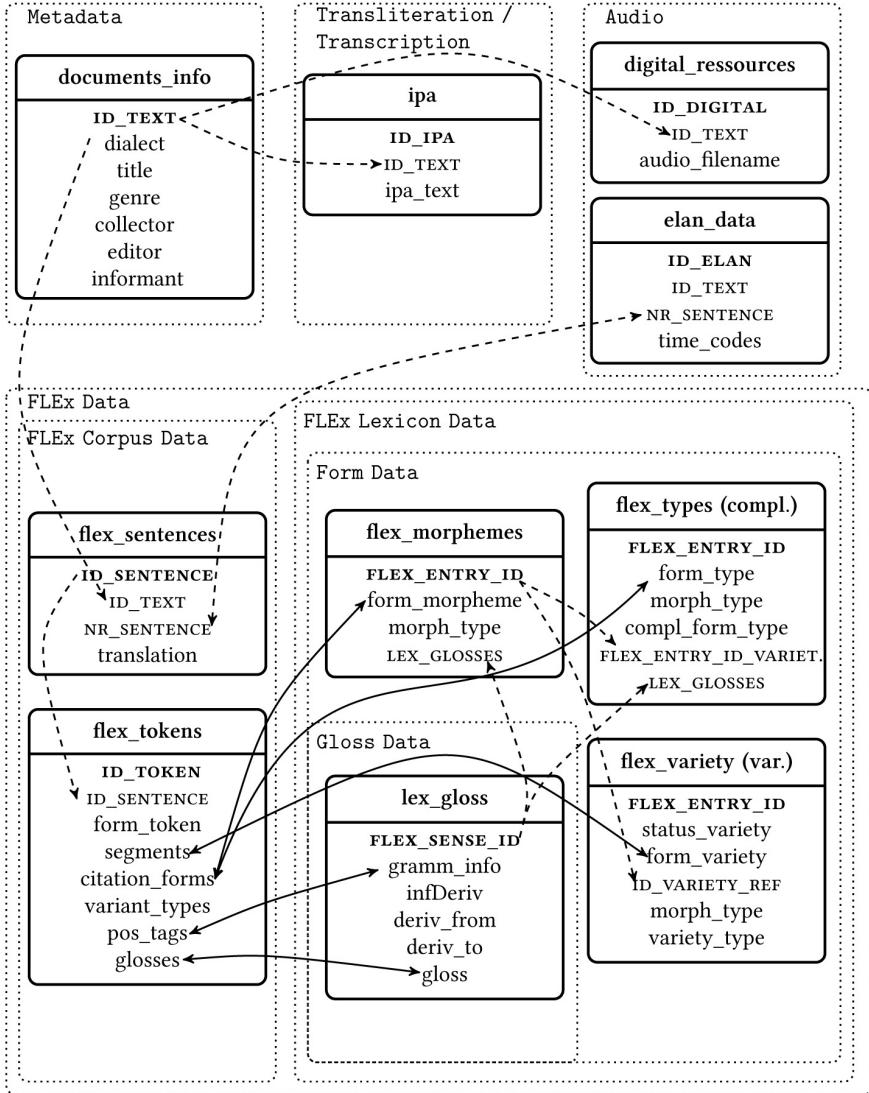 Metadata
documents_info
ID_TEXT
dialect
title
genre
collector
editor
informant
Transliteration /
Transcription
ipa
ID_IPA
ID_TEXT
ipa_text
Audio
digital_ressources
ID_DIGITAL
ID_TEXT
audio_filename
elan_data
ID_ELAN
ID_TEXT
NR_SENTENCE
time_codes
FLEx Data
FLEx Corpus Data
flex_sentences
ID_SENTENCE
ID_TEXT
NR_SENTENCE
translation
flex_tokens
ID_TOKEN
ID_SENTENCE
form_token
segments
citation_forms
variant_types
pos_tags
glosses
FLEx Lexicon Data
Form Data
flex_morphemes
FLEX_ENTRY_ID
form_morpheme
morph_type
LEX_GLOSSES
flex_types (compl.)
FLEX_ENTRY_ID
form_type
morph_type
compl_form_type
FLEX_ENTRY_ID_VARIET.
LEX_GLOSSES
Gloss Data
lex_gloss
FLEX_SENSE_ID
gramm_info
infDeriv
deriv_from
deriv_to
gloss
flex_variety (var.)
FLEX_ENTRY_ID
status_variety
form_variety
ID_VARIETY_REF
morph_type
variety_type